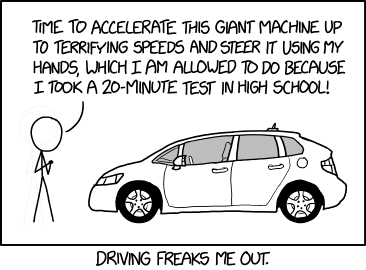 TIME TO ACCELERATE THIS GIANT MACHINE UP
TO TERRIFYING SPEEDS AND STEER IT USING MY
HANDS, WHICH I AM ALLOWED TO DO BECAUSE
I TOOK A 20-MINUTE TEST IN HIGH SCHOOL!
DRIVING FREAKS ME OUT.